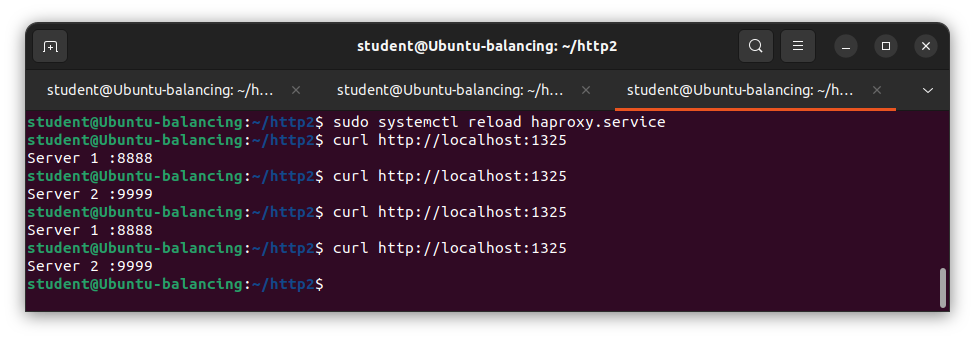 student@Ubuntu-balancing: ~/http2
student@Ubuntu-balancing: ~/h... student@Ubuntu-balancing: ~/h... student@Ubuntu-balancing: ~/h...
student@Ubuntu-balancing:~/http2$ sudo systemctl reload haproxy.service
student@Ubuntu-balancing:~/http2$ curl http://localhost:1325
Server 1 :8888
student@Ubuntu-balancing:~/http2$ curl http://localhost:1325
Server 2 :9999
student@Ubuntu-balancing:~/http2$ curl http://localhost:1325
Server 1 :8888
student@Ubuntu-balancing:~/http2$ curl http://localhost:1325
Server 2 :9999
student@Ubuntu-balancing:~/http2$